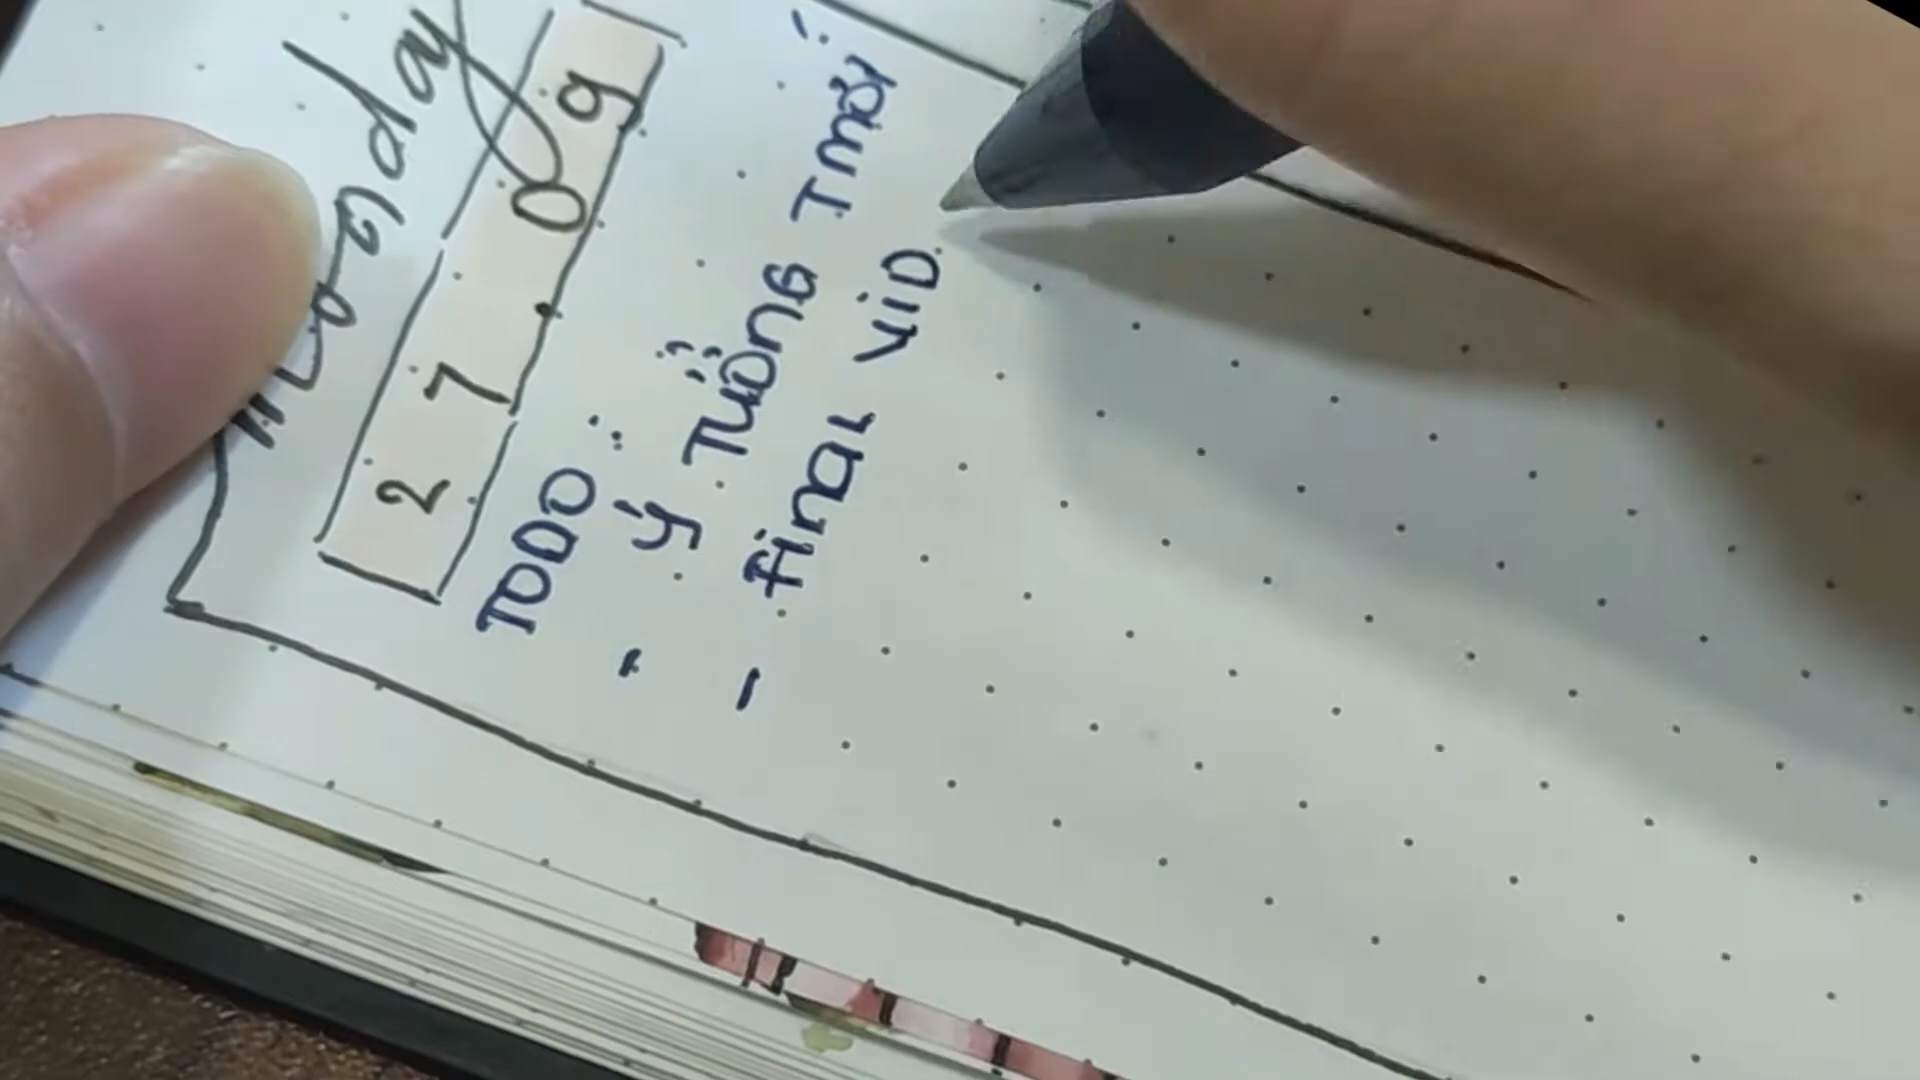 Monday
27.09
TODO:
- Ý TƯỞNG T mới
- Final ViD